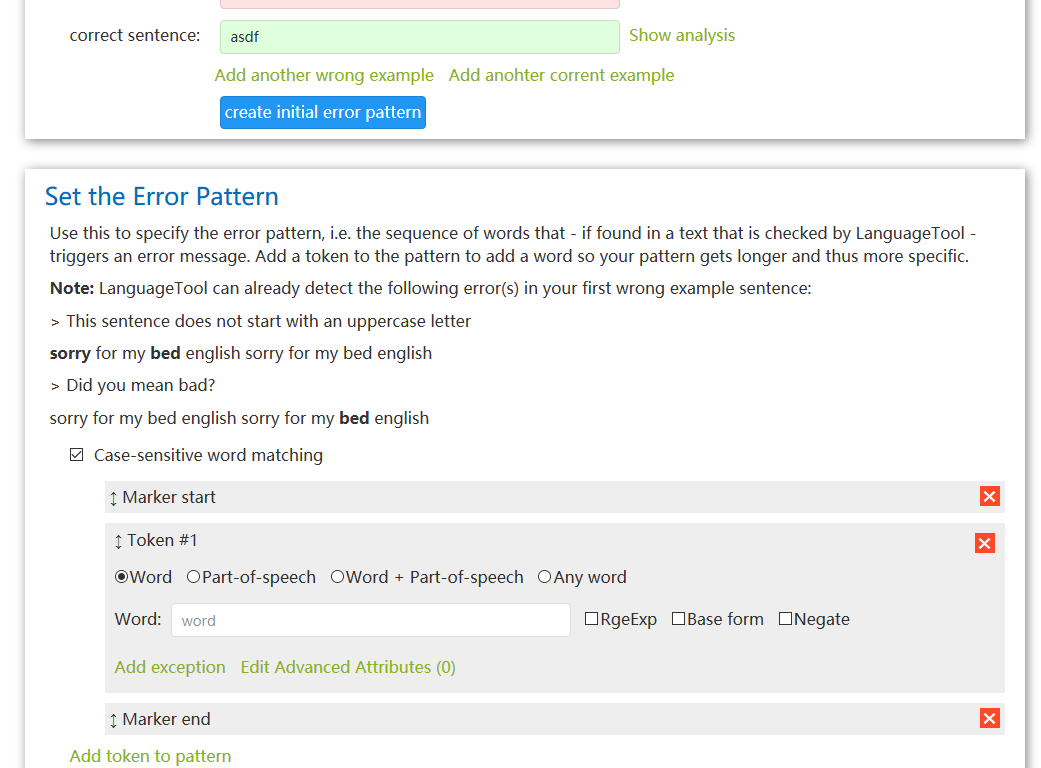 correct sentence: asdf Show analysis
Add another wrong example Add anohter corrent example
create initial error pattern
Set the Error Pattern
Use this to specify the error pattern, i.e. the sequence of words that - if found in a text that is checked by LanguageTool -
triggers an error message. Add a token to the pattern to add a word so your pattern gets longer and thus more specific.
Note: LanguageTool can already detect the following error(s) in your first wrong example sentence:
> This sentence does not start with an uppercase letter
sorry for my bed english sorry for my bed english
> Did you mean bad?
sorry for my bed english sorry for my bed english
Case-sensitive word matching
Marker start
Token #1
Word Part-of-speech Word + Part-of-speech Any word
Word: word RgeExp Base form Negate
Add exception Edit Advanced Attributes (0)
Marker end
Add token to pattern